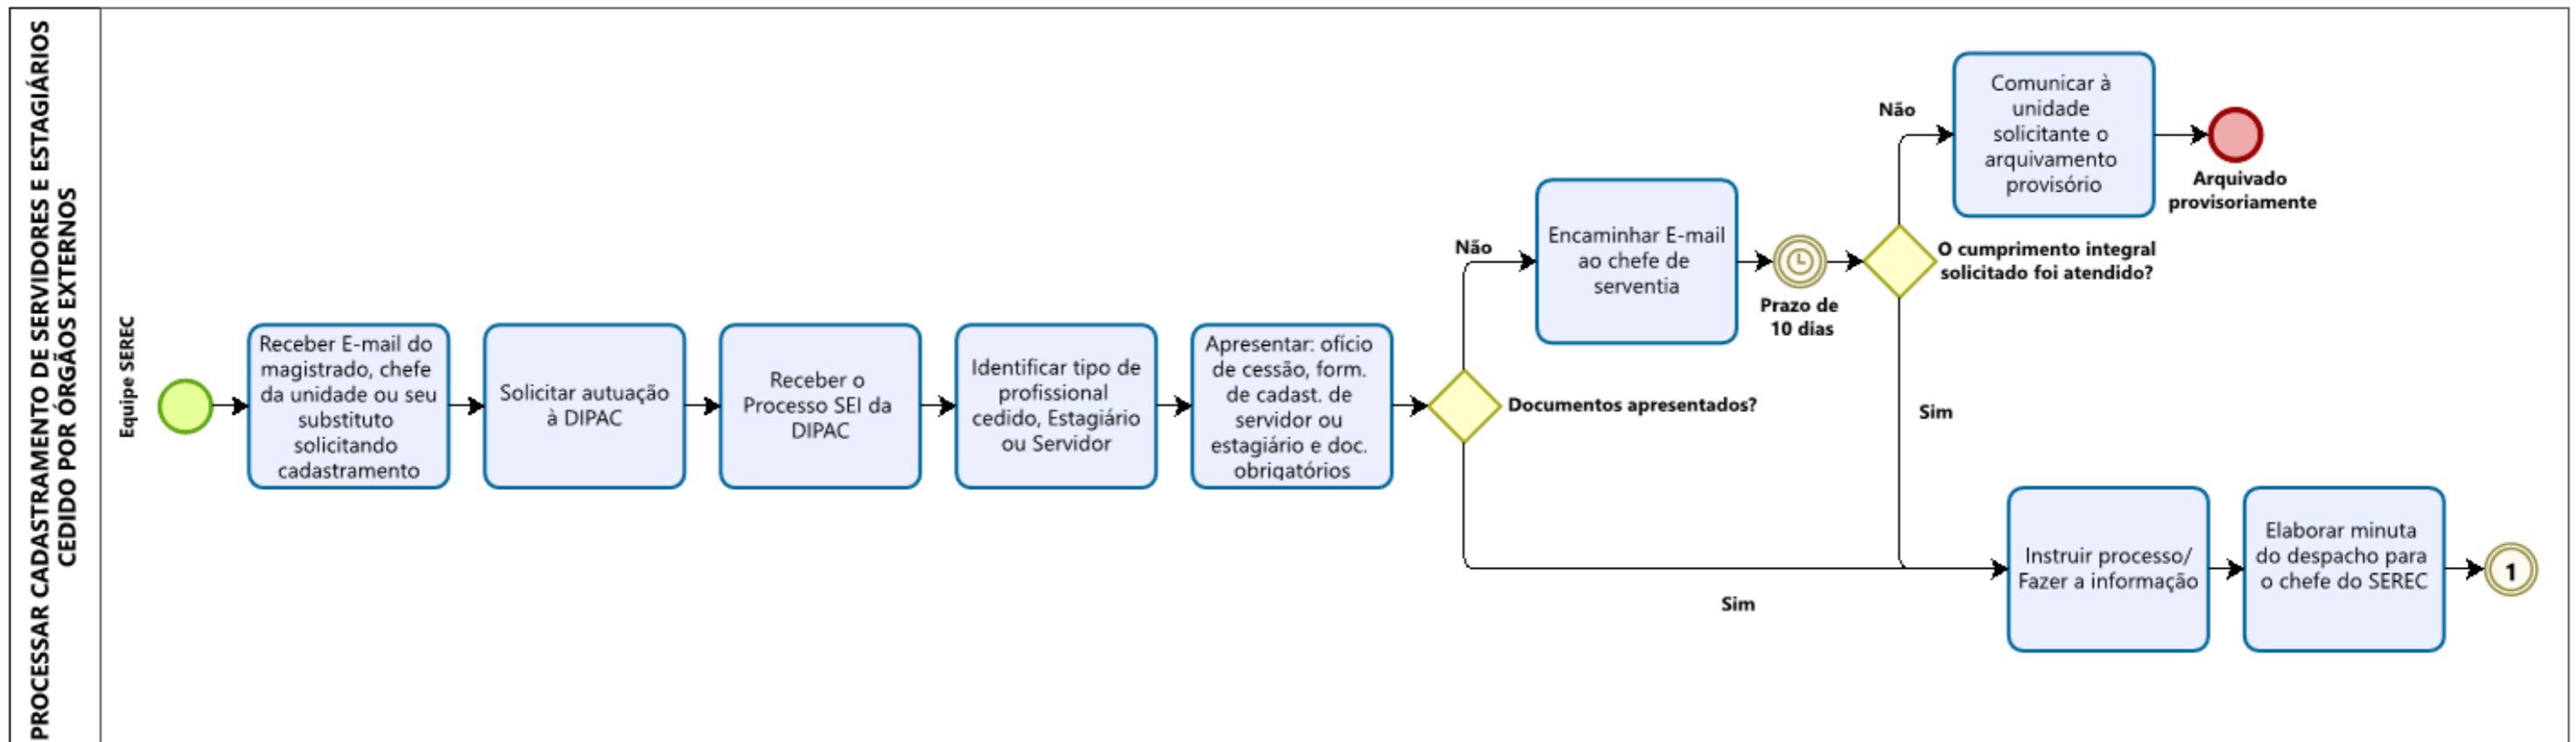 PROCESSAR CADASTRAMENTO DE SERVIDORES E ESTAGIÁRIOS
CEDIDO POR ÓRGÃOS EXTERNOS
Equipe SEREC
Receber E-mail do
magistrado, chefe
da unidade ou seu
substituto
solicitando
cadastramento
Solicitar autuação
à DIPAC
Receber o
Processo SEI da
DIPAC
Identificar tipo de
profissional
cedido, Estagiário
ou Servidor
Apresentar: ofício
de cessão, form.
de cadast. de
servidor ou
estagiário e doc.
obrigatórios
Documentos apresentados?
Não
Encaminhar E-mail
ao chefe de
serventia
Prazo de
10 dias
O cumprimento integral
solicitado foi atendido?
Não
Comunicar à
unidade
solicitante o
arquivamento
provisório
Arquivado
provisoriamente
Sim
Sim
Instruir processo/
Fazer a informação
Elaborar minuta
do despacho para
o chefe do SEREC
1